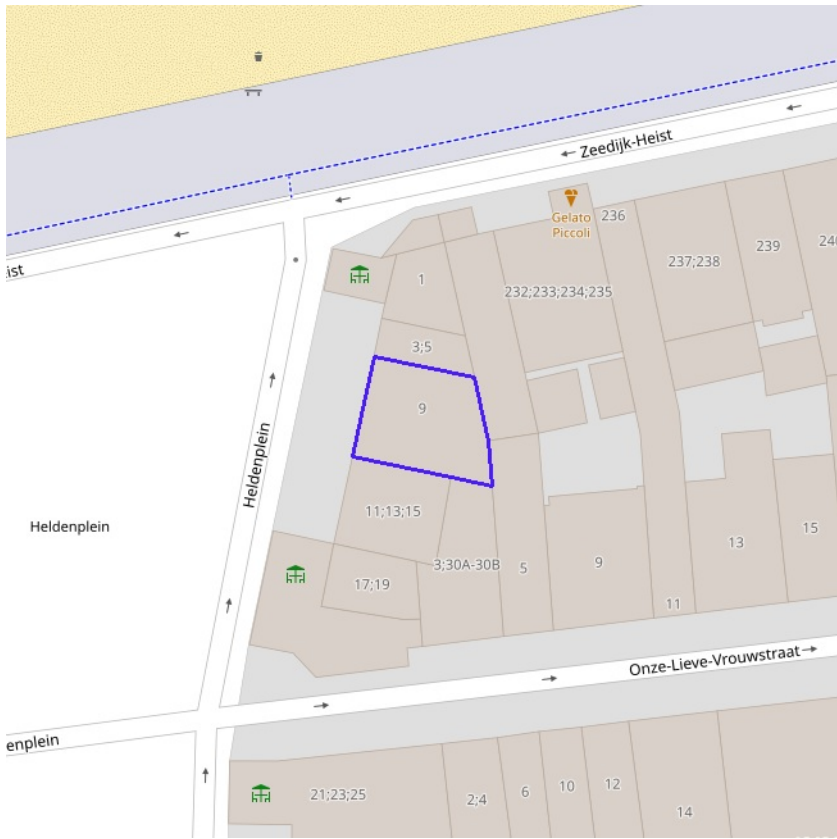 Zeedijk-Heist
Gelato
Piccoli
236
239
240
237;238
ist
1
232;233;234;235
3;5
9
Heldenplein
Heldenplein
11;13;15
13
15
3;30A-30B
5
9
17;19
11
Onze-Lieve-Vrouwstraat
enplein
21;23;25
2;4
6
10
12
14